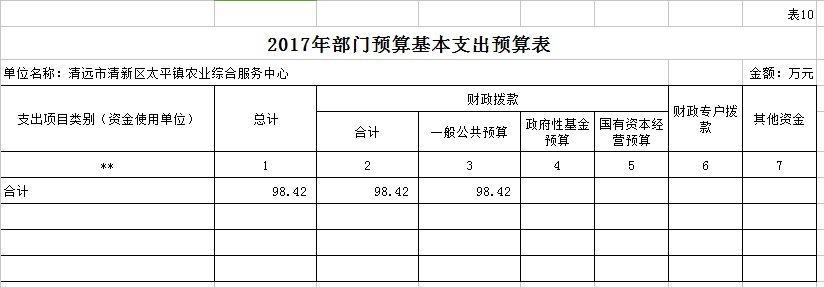 表10
2017年部门预算基本支出预算表
单位名称：清远市清新区太平镇农业综合服务中心 金额：万元
支出项目类别（资金使用单位） 总计 财政拨款 财政专户拨款 其他资金
合计 一般公共预算 政府性基金预算 国有资本经营预算
** 1 2 3 4 5 6 7
合计 98.42 98.42 98.42